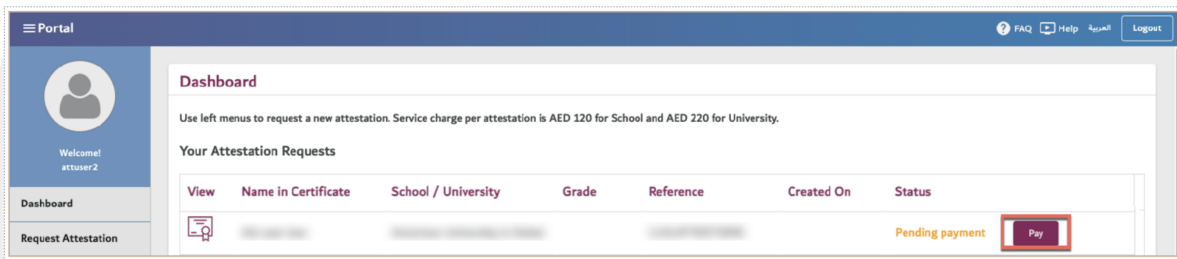 Portal FAQ Help العربية Logout
Dashboard
Use left menus to request a new attestation. Service charge per attestation is AED 120 for School and AED 220 for University.
Welcome!
attuser2
Your Attestation Requests
View Name in Certificate School / University Grade Reference Created On Status
Dashboard
Pending payment Pay
Request Attestation